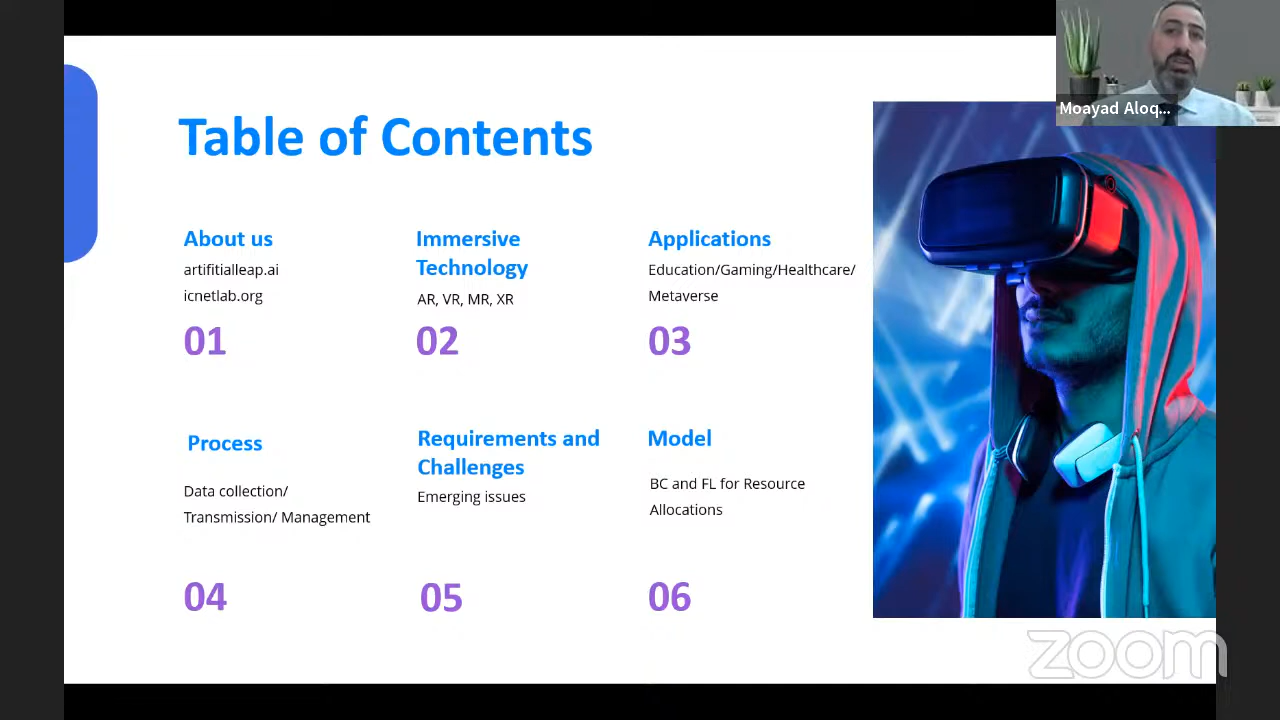 Moayad Aloq...
Table of Contents
About us
artifitialleap.ai
icnetlab.org
01
Immersive
Technology
AR, VR, MR, XR
02
Applications
Education/Gaming/Healthcare/
Metaverse
03
Process
Data collection/
Transmission/ Management
04
Requirements and
Challenges
Emerging issues
05
Model
BC and FL for Resource
Allocations
06
zoom